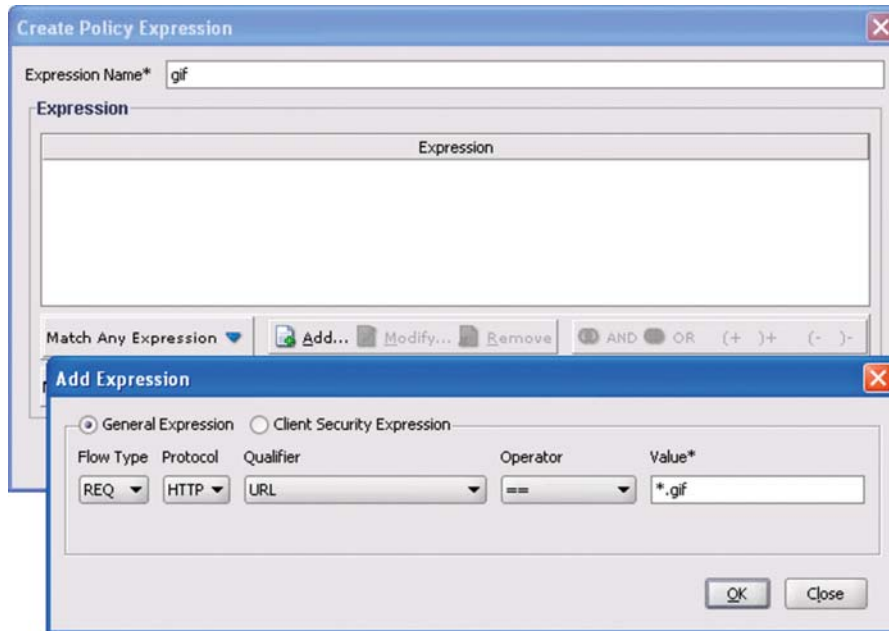 Create Policy Expression
Expression Name* gif
Expression
Expression
Match Any Expression Add... Modify... Remove AND OR (+ )+ (- )-
Add Expression
General Expression Client Security Expression
Flow Type Protocol Qualifier Operator Value*
REQ HTTP URL == *.gif
OK Close